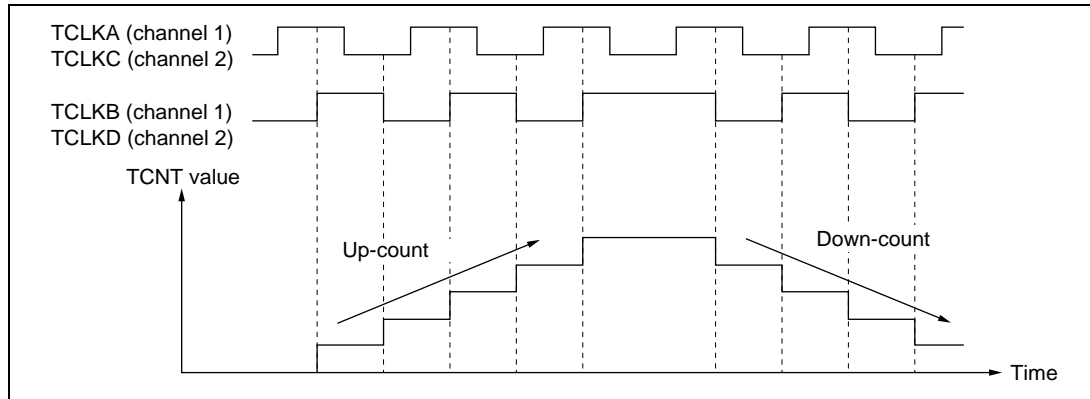 TCLKA (channel 1)
TCLKC (channel 2)
TCLKB (channel 1)
TCLKD (channel 2)
TCNT value
Up-count
Down-count
Time